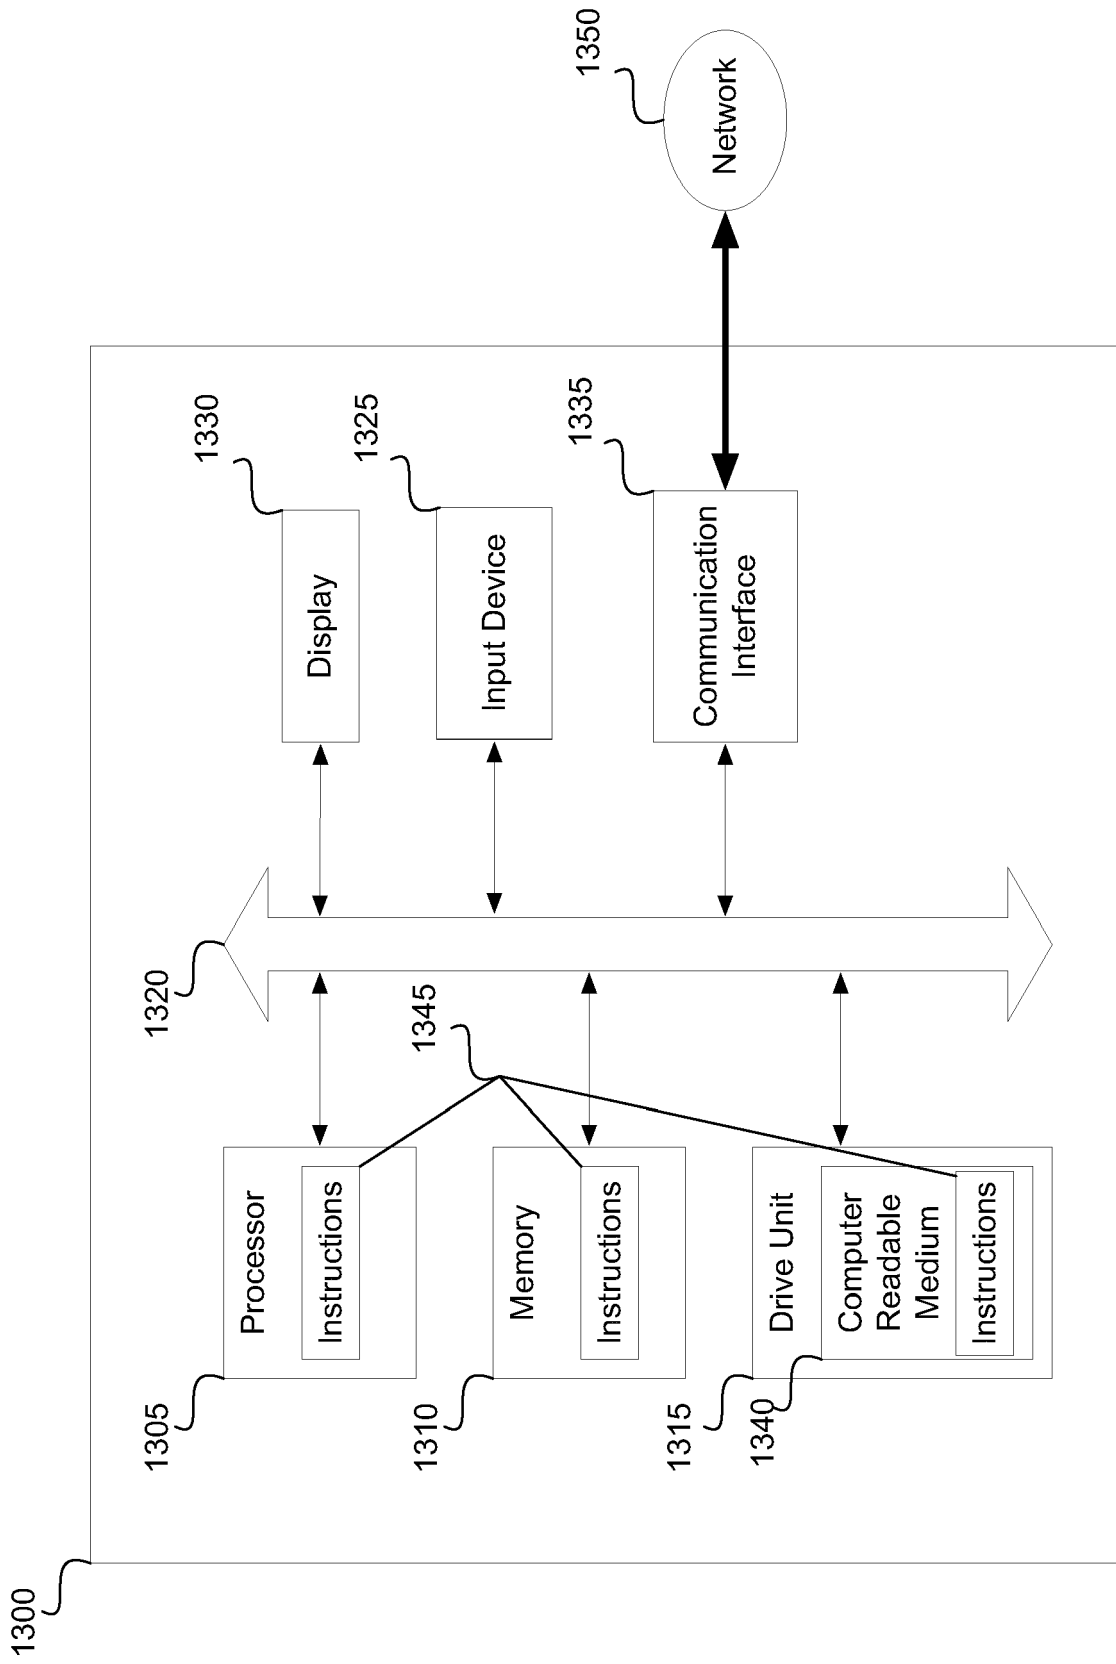 1300
1305
Processor
Instructions
1310
Memory
Instructions
1315
Drive Unit
1340
Computer
Readable
Medium
Instructions
1345
1320
1330
Display
1325
Input Device
1335
Communication
Interface
1350
Network